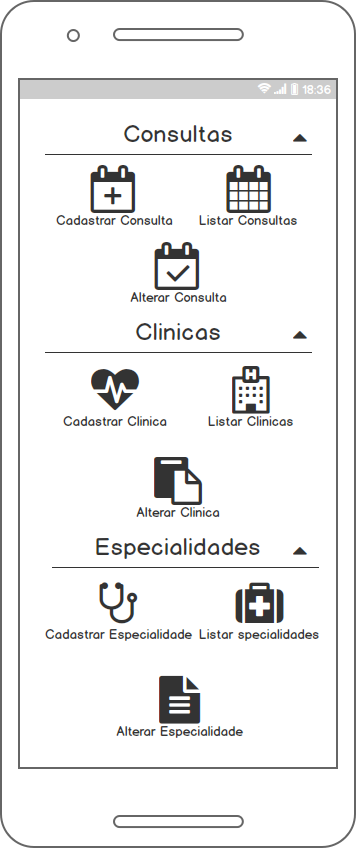 18:36
Consultas
Cadastrar Consulta Listar Consultas
Alterar Consulta
Clinicas
H
Cadastrar Clinica Listar Clinicas
Alterar Clinica
Especialidades
Cadastrar Especialidade Listar specialidades
Alterar Especialidade